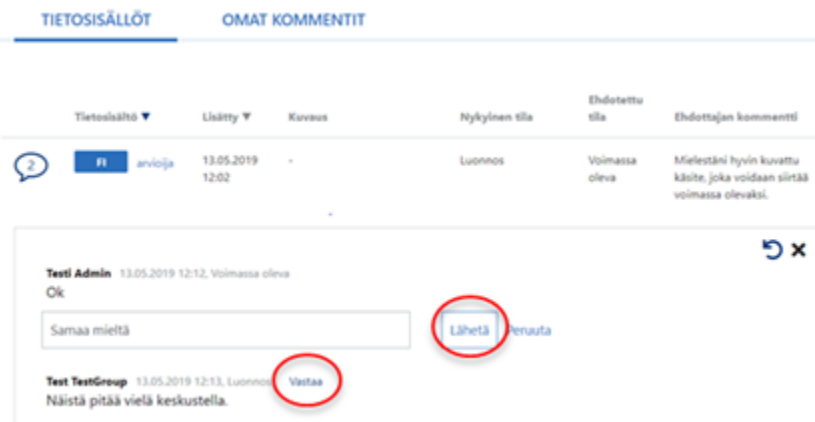 TIETOSISÄLLÖT OMAT KOMMENTIT
Tietosisältö ▼ Lisätty ▼ Kuvaus Nykyinen tila Ehdotettu tila Ehdottajan kommentti
2 FI arvioija 13.05.2019 - Luonnos Voimassa Mielestäni hyvin kuvattu
12:02 oleva käsite, joka voidaan siirtää
voimassa olevaksi.
Testi Admin 13.05.2019 12:12, Voimassa oleva
Ok
Samaa mieltä Lähetä Peruuta
Test TestGroup 13.05.2019 12:13, Luonnos Vastaa
Näistä pitää vielä keskustella.